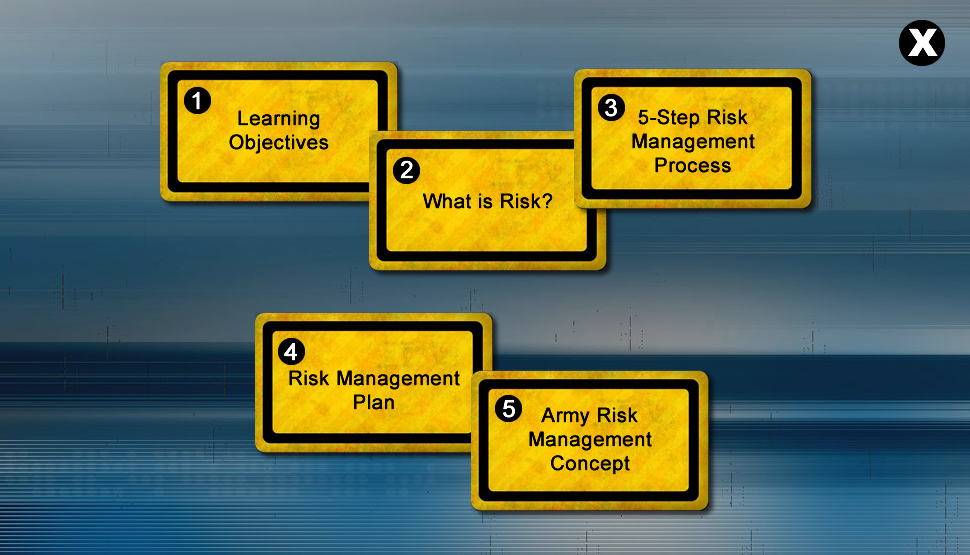 X
1
Learning
Objectives
2
What is Risk?
3
5-Step Risk
Management
Process
4
Risk Management
Plan
5
Army Risk
Management
Concept